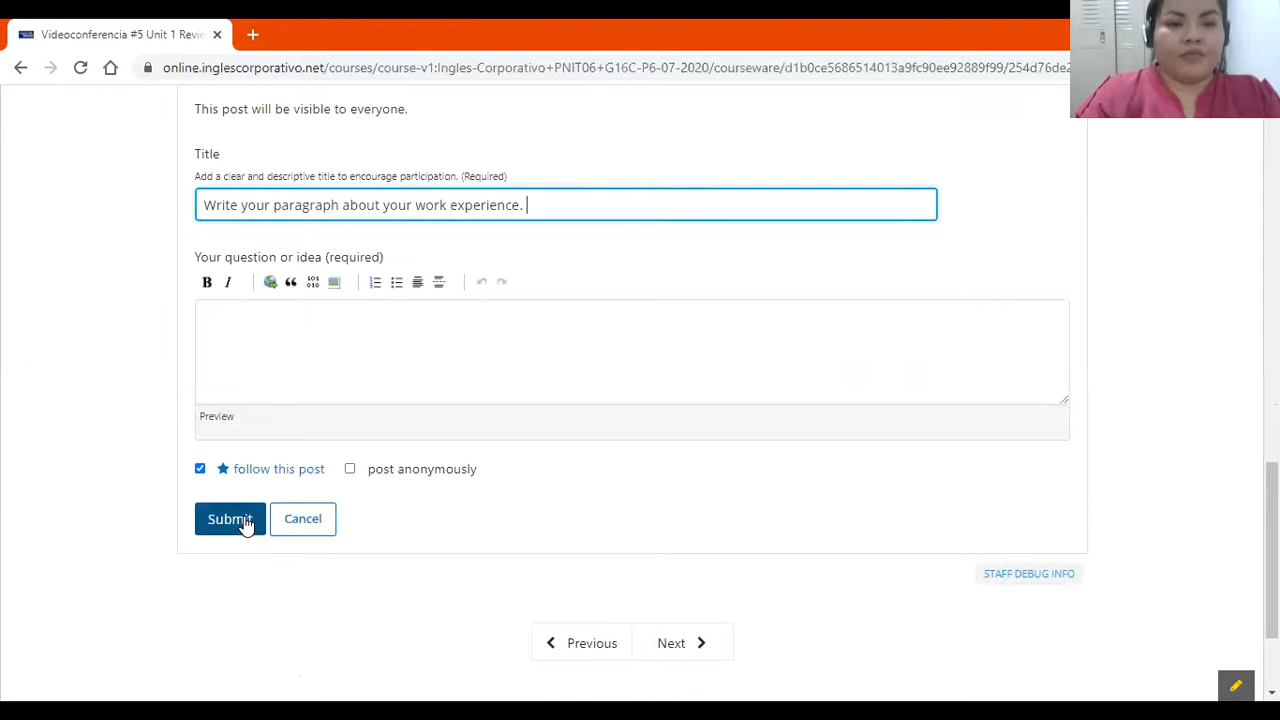 Videoconferencia #5 Unit 1 Revi
online.inglescorporativo.net/courses/course-v1:Ingles-Corporativo+PNIT06+G16C-P6-07-2020/courseware/d1b0ce5686514013a9fc90ee92889f99/254d76de2
This post will be visible to everyone.
Title
Add a clear and descriptive title to encourage participation. (Required)
Write your paragraph about your work experience.
Your question or idea (required)
B I
Preview
follow this post post anonymously
Submit Cancel
STAFF DEBUG INFO
Previous Next